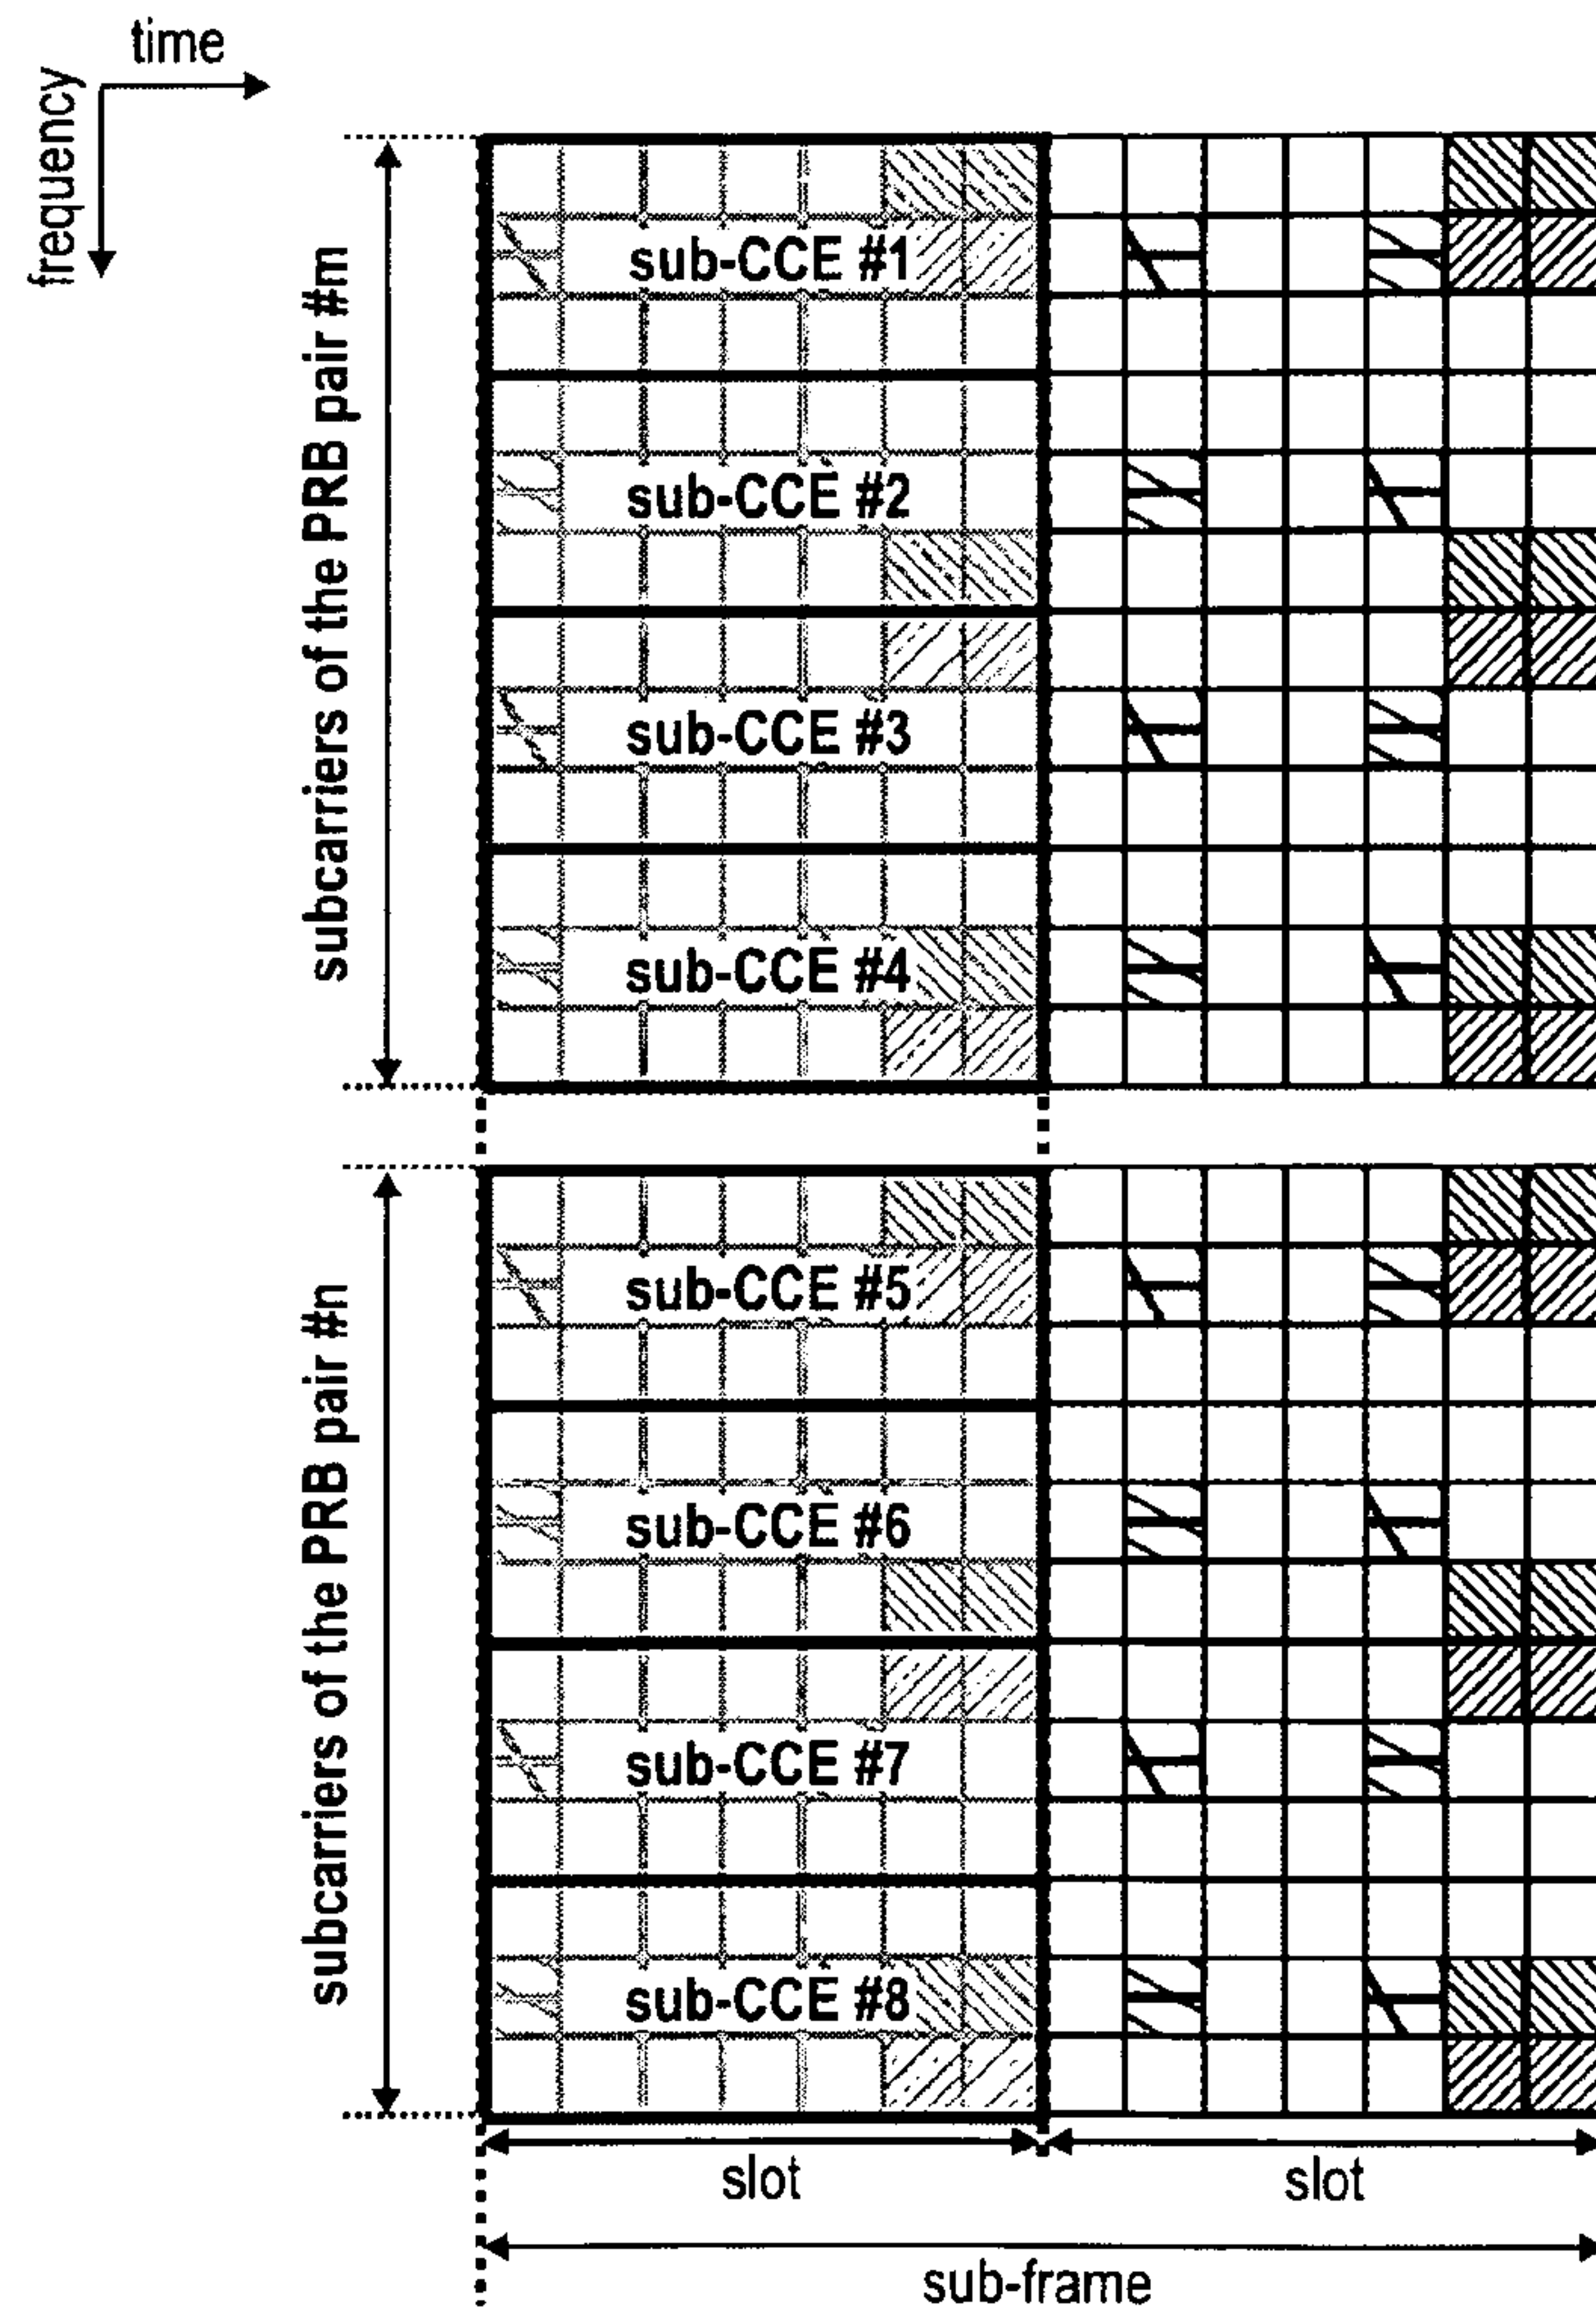 time
frequency
subcarriers of the PRB pair #m
sub-CCE #1
sub-CCE #2
sub-CCE #3
sub-CCE #4
subcarriers of the PRB pair #n
sub-CCE #5
sub-CCE #6
sub-CCE #7
sub-CCE #8
slot
slot
sub-frame